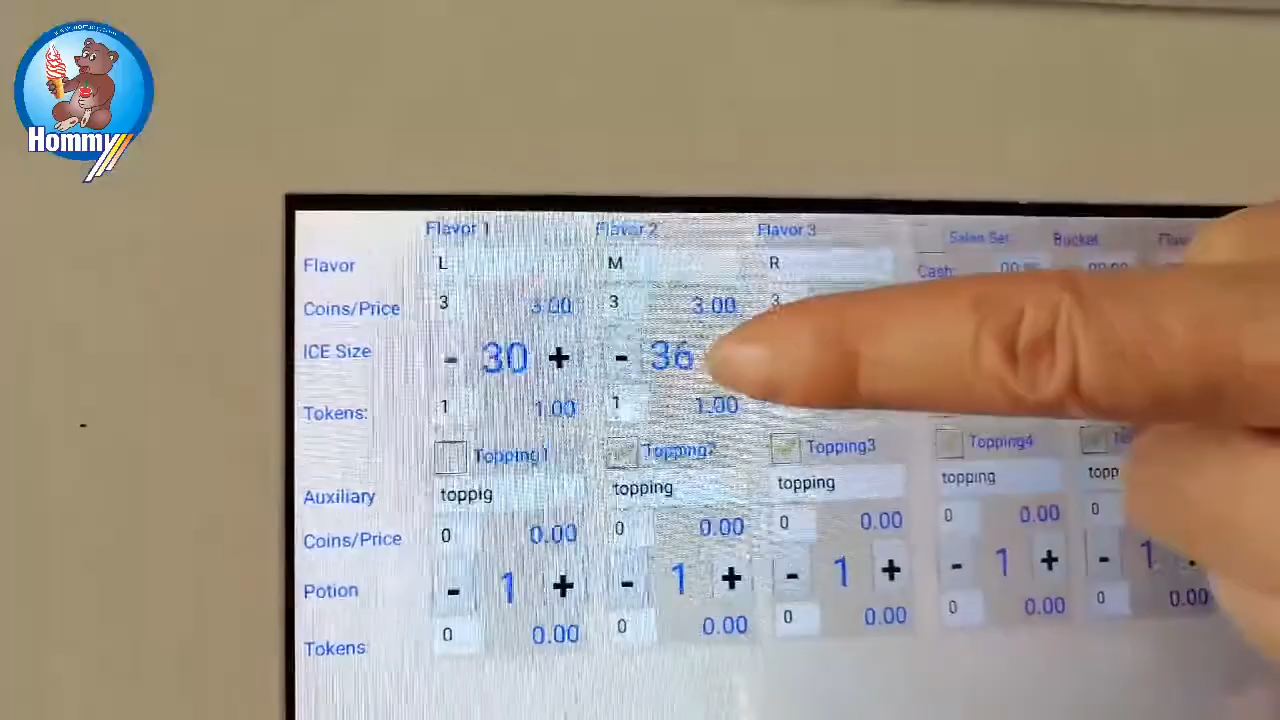 www.hommy.com
Hommy
Flavor 1 Flavor 2 Flavor 3
Sales Set Bucket
Flavor L M R
Cash:
Coins/Price 3 3.00 3 3.00 3
ICE Size - 30 + - 36
Tokens: 1 1.00 1 1.00
Topping1 Topping2 Topping3 Topping4
Auxiliary toppig topping topping topping topp
Coins/Price 0 0.00 0 0.00 0 0.00 0 0.00 0
Potion - 1 + - 1 + - 1 + - 1 + - 1
Tokens: 0 0.00 0 0.00 0 0.00 0 0.00 0 0.00